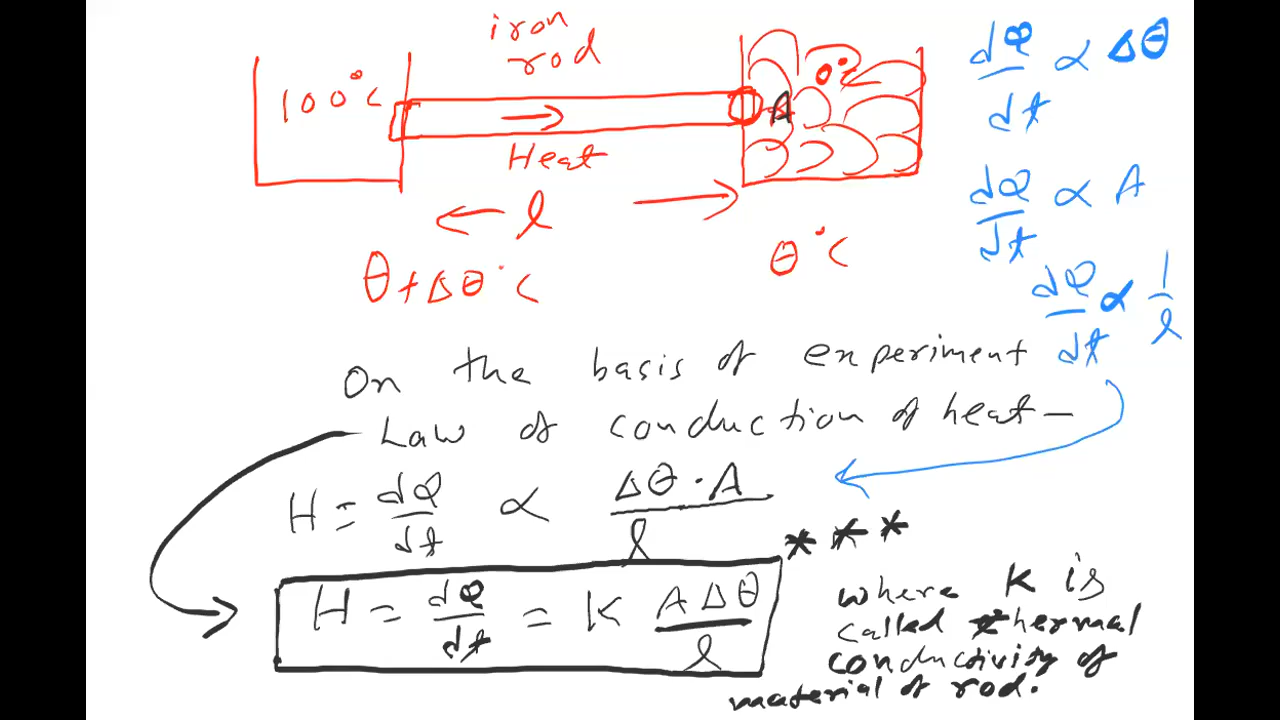 iron
rod
100°C
0°C
A
Heat
l
θ+Δθ°C
θ°C
dQ/dt ∝ Δθ
dQ/dt ∝ A
dQ/dt ∝ 1/l
On the basis of experiment
Law of conduction of heat—
H = dQ/dt ∝ Δθ·A/l
***
H = dQ/dt = K AΔθ/l
where K is
called thermal
conductivity of
material of rod.